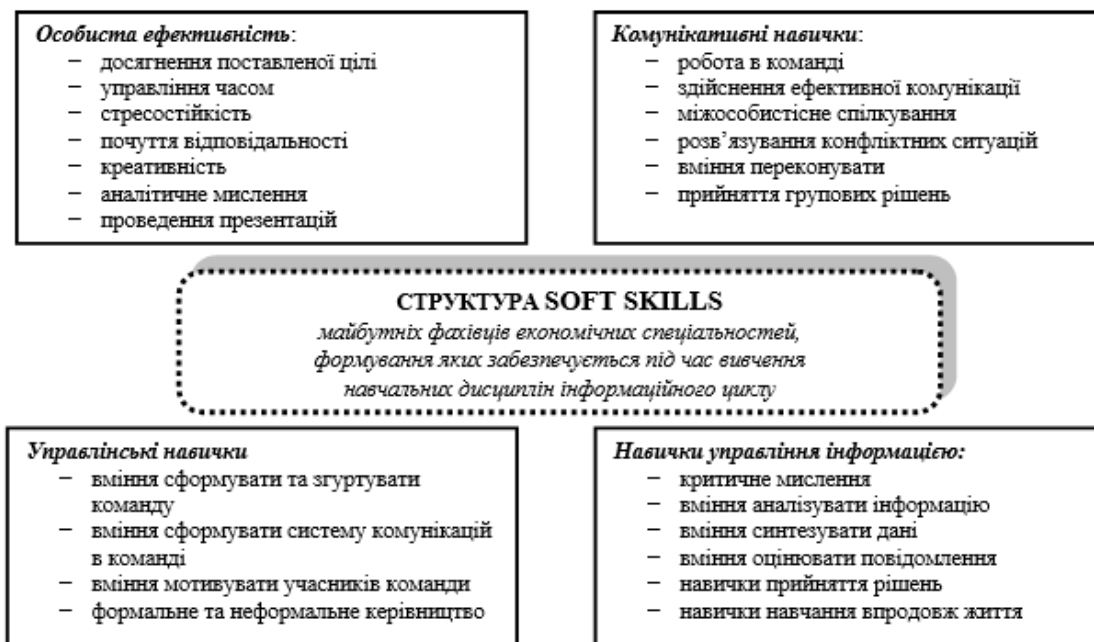 Особиста ефективність:
– досягнення поставленої цілі
– управління часом
– стресостійкість
– почуття відповідальності
– креативність
– аналітичне мислення
– проведення презентацій
Комунікативні навички:
– робота в команді
– здійснення ефективної комунікації
– міжособистісне спілкування
– розв’язування конфліктних ситуацій
– вміння переконувати
– прийняття групових рішень
СТРУКТУРА SOFT SKILLS
майбутніх фахівців економічних спеціальностей,
формування яких забезпечується під час вивчення
навчальних дисциплін інформаційного циклу
Управлінські навички
– вміння сформувати та згуртувати
команду
– вміння сформувати систему комунікацій
в команді
– вміння мотивувати учасників команди
– формальне та неформальне керівництво
Навички управління інформацією:
– критичне мислення
– вміння аналізувати інформацію
– вміння синтезувати дані
– вміння оцінювати повідомлення
– навички прийняття рішень
– навички навчання впродовж життя